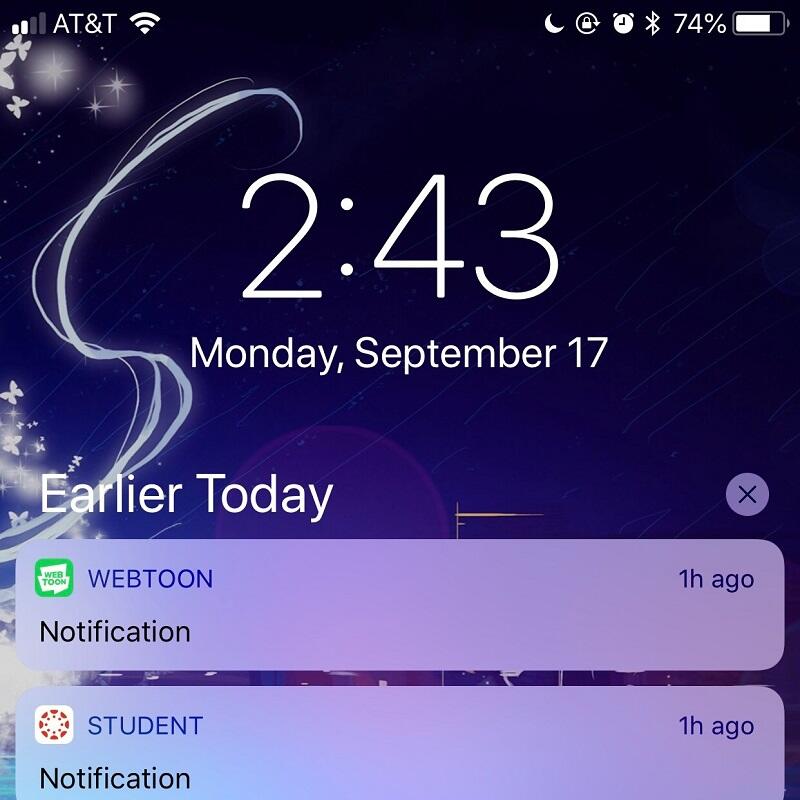 AT&T 74%
2:43
Monday, September 17
Earlier Today
WEB TOON WEBTOON 1h ago
Notification
STUDENT 1h ago
Notification